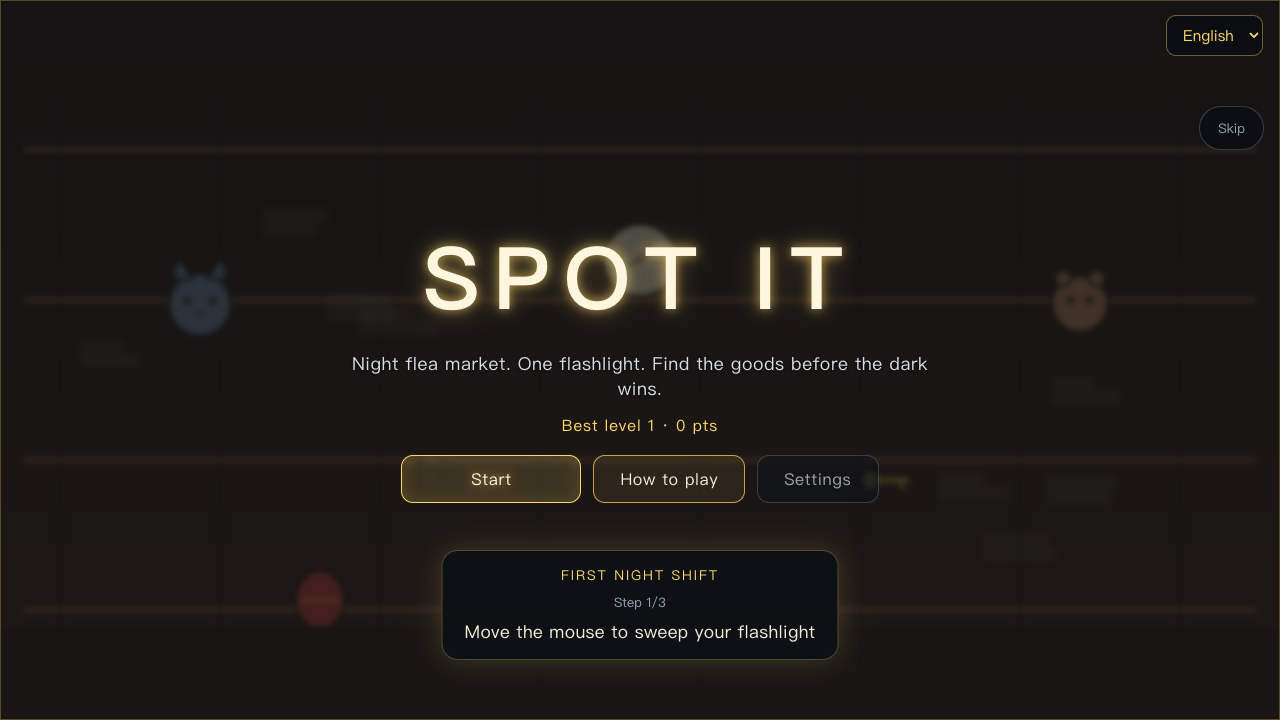 English
Skip
SPOT IT
Night flea market. One flashlight. Find the goods before the dark
wins.
Best level 1 · 0 pts
Start
How to play
Settings
FIRST NIGHT SHIFT
Step 1/3
Move the mouse to sweep your flashlight